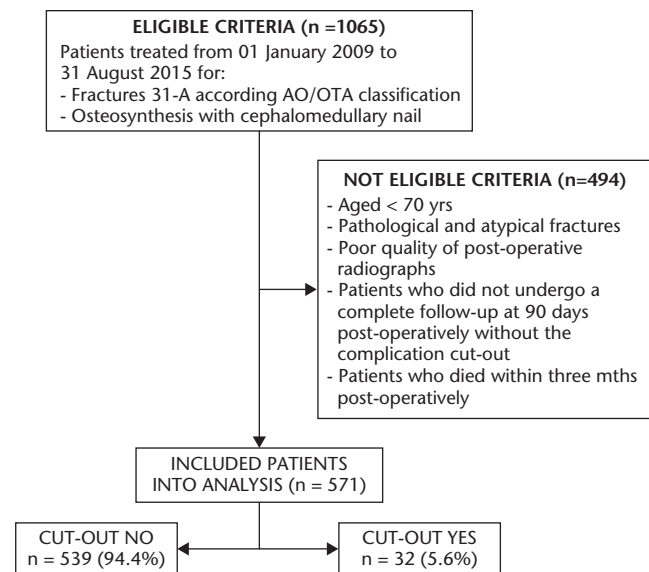 ELIGIBLE CRITERIA (n =1065)
Patients treated from 01 January 2009 to
31 August 2015 for:
- Fractures 31-A according AO/OTA classification
- Osteosynthesis with cephalomedullary nail
NOT ELIGIBLE CRITERIA (n=494)
- Aged < 70 yrs
- Pathological and atypical fractures
- Poor quality of post-operative
radiographs
- Patients who did not undergo a
complete follow-up at 90 days
post-operatively without the
complication cut-out
- Patients who died within three mths
post-operatively
INCLUDED PATIENTS
INTO ANALYSIS (n = 571)
CUT-OUT NO
n = 539 (94.4%)
CUT-OUT YES
n = 32 (5.6%)